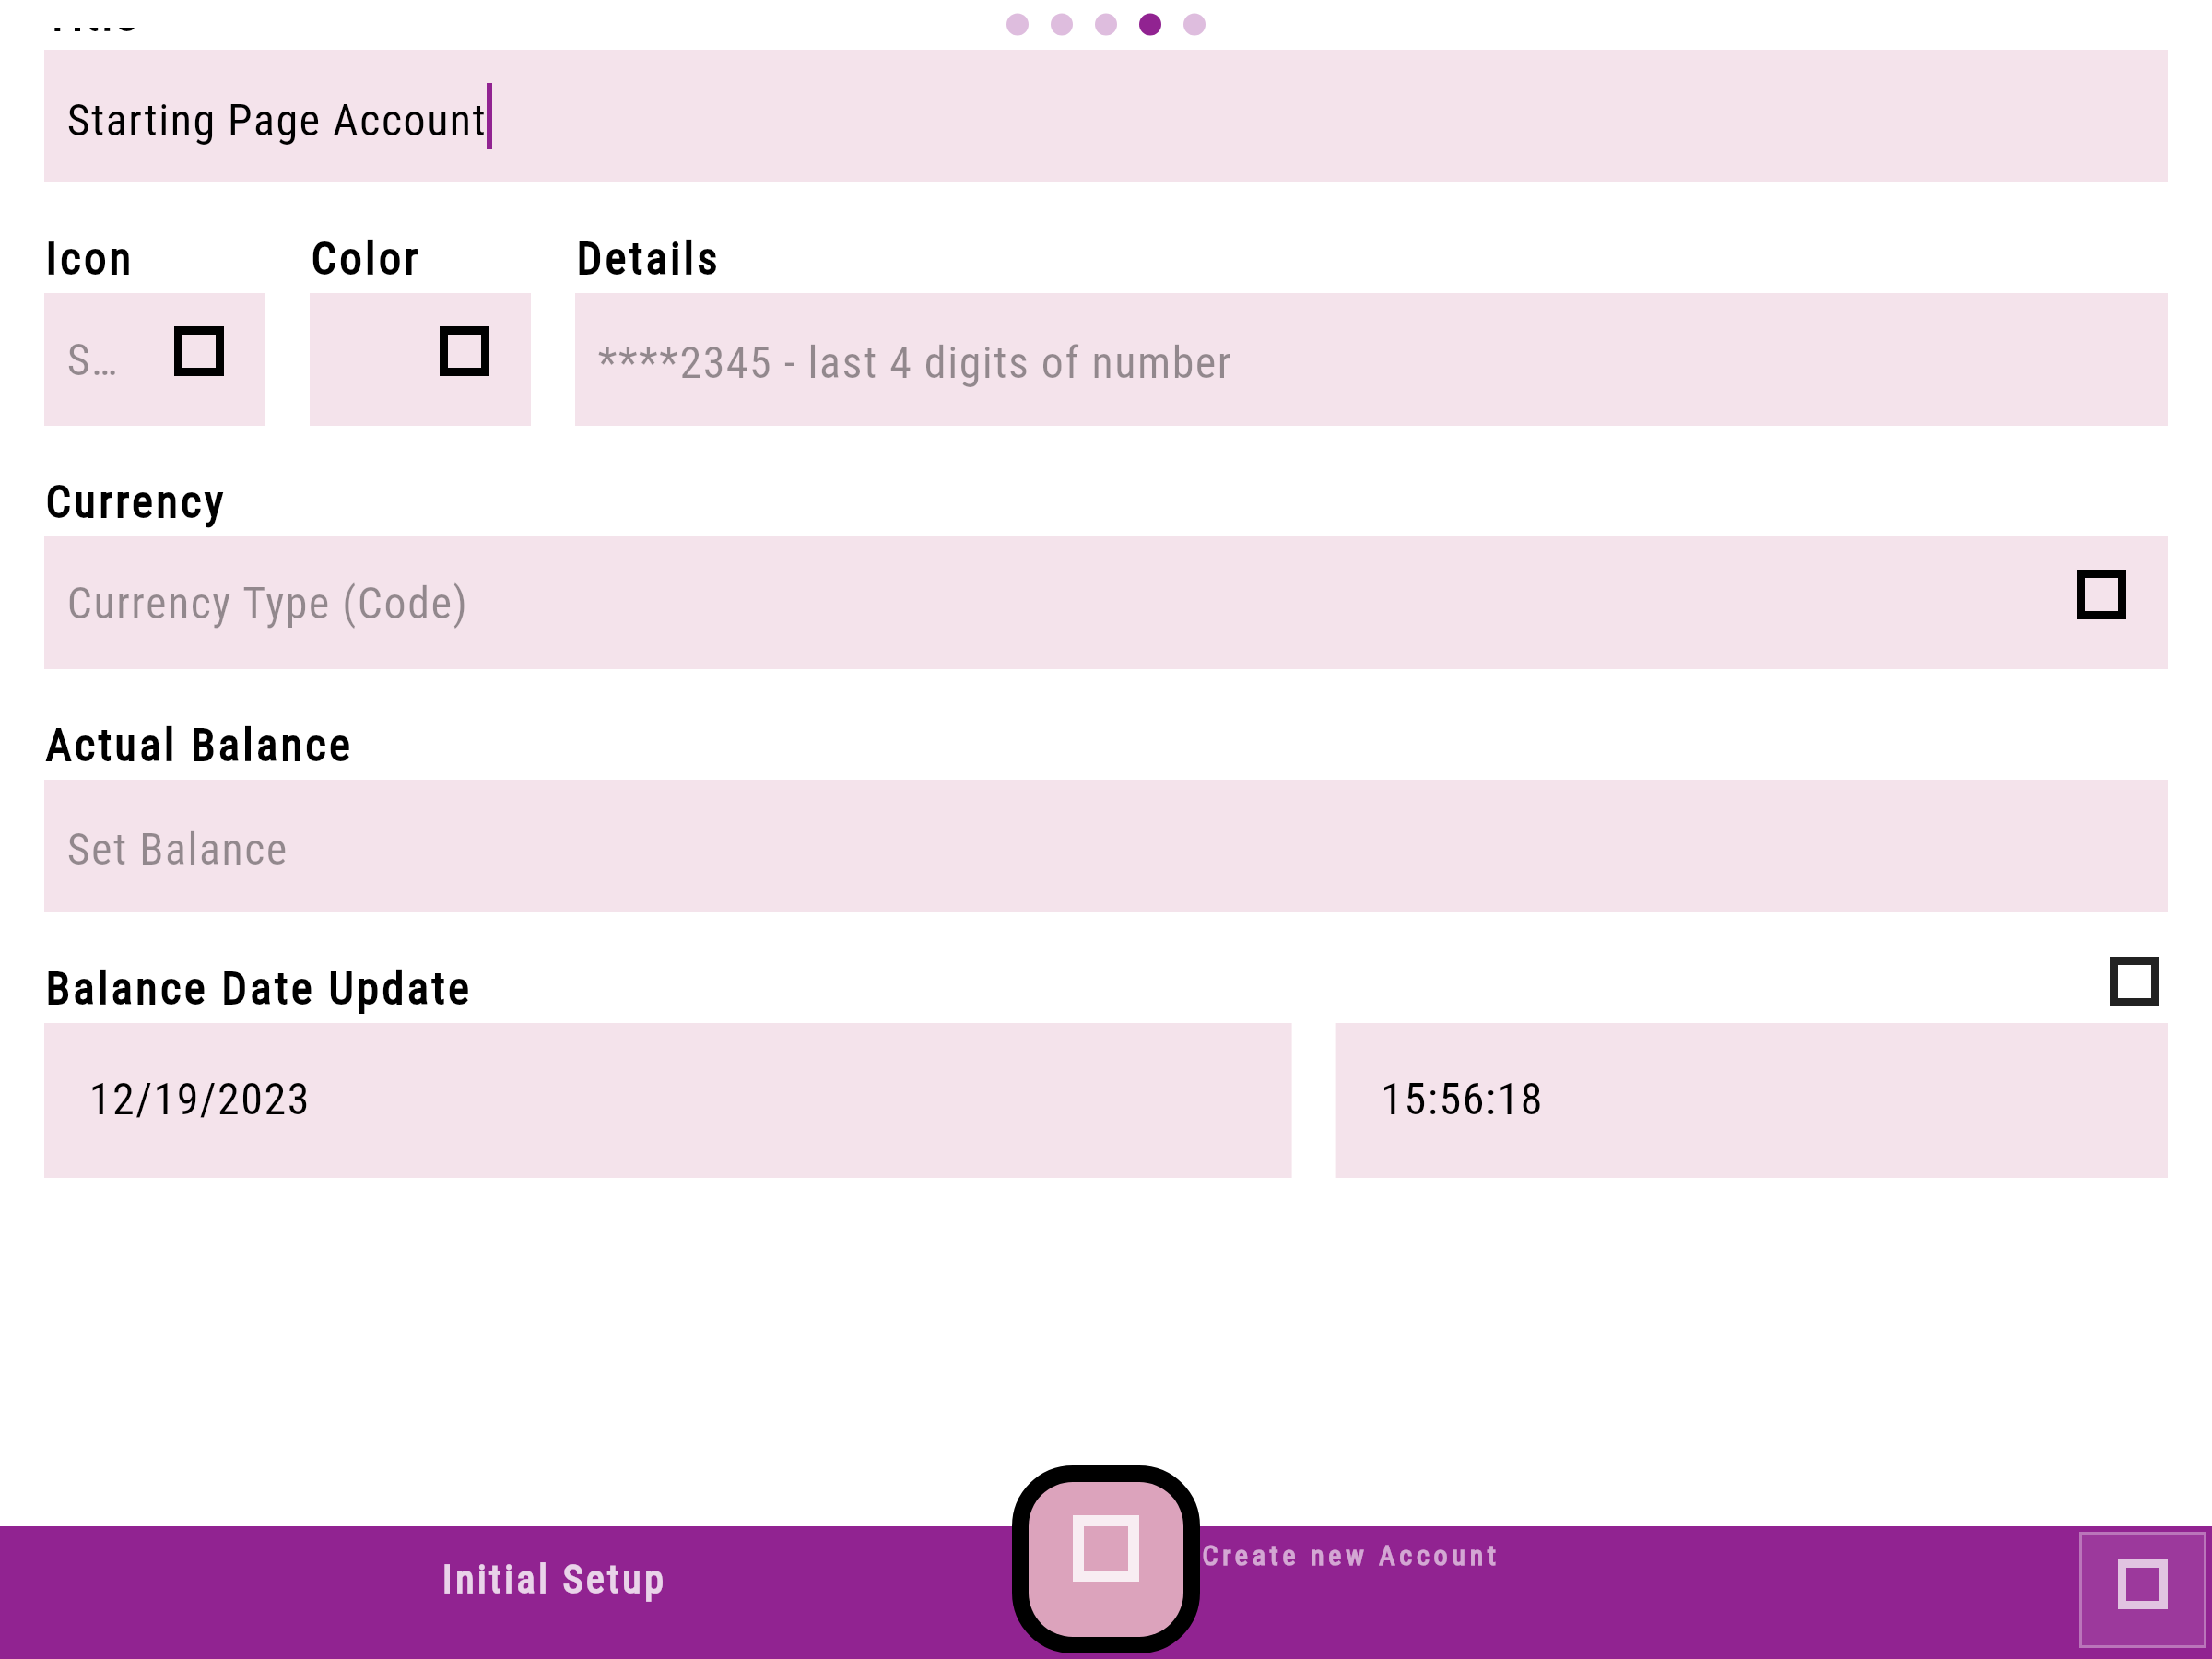 Starting Page Account
Icon
Color
Details
S...
****2345 - last 4 digits of number
Currency
Currency Type (Code)
Actual Balance
Set Balance
Balance Date Update
12/19/2023
15:56:18
Initial Setup
Create new Account